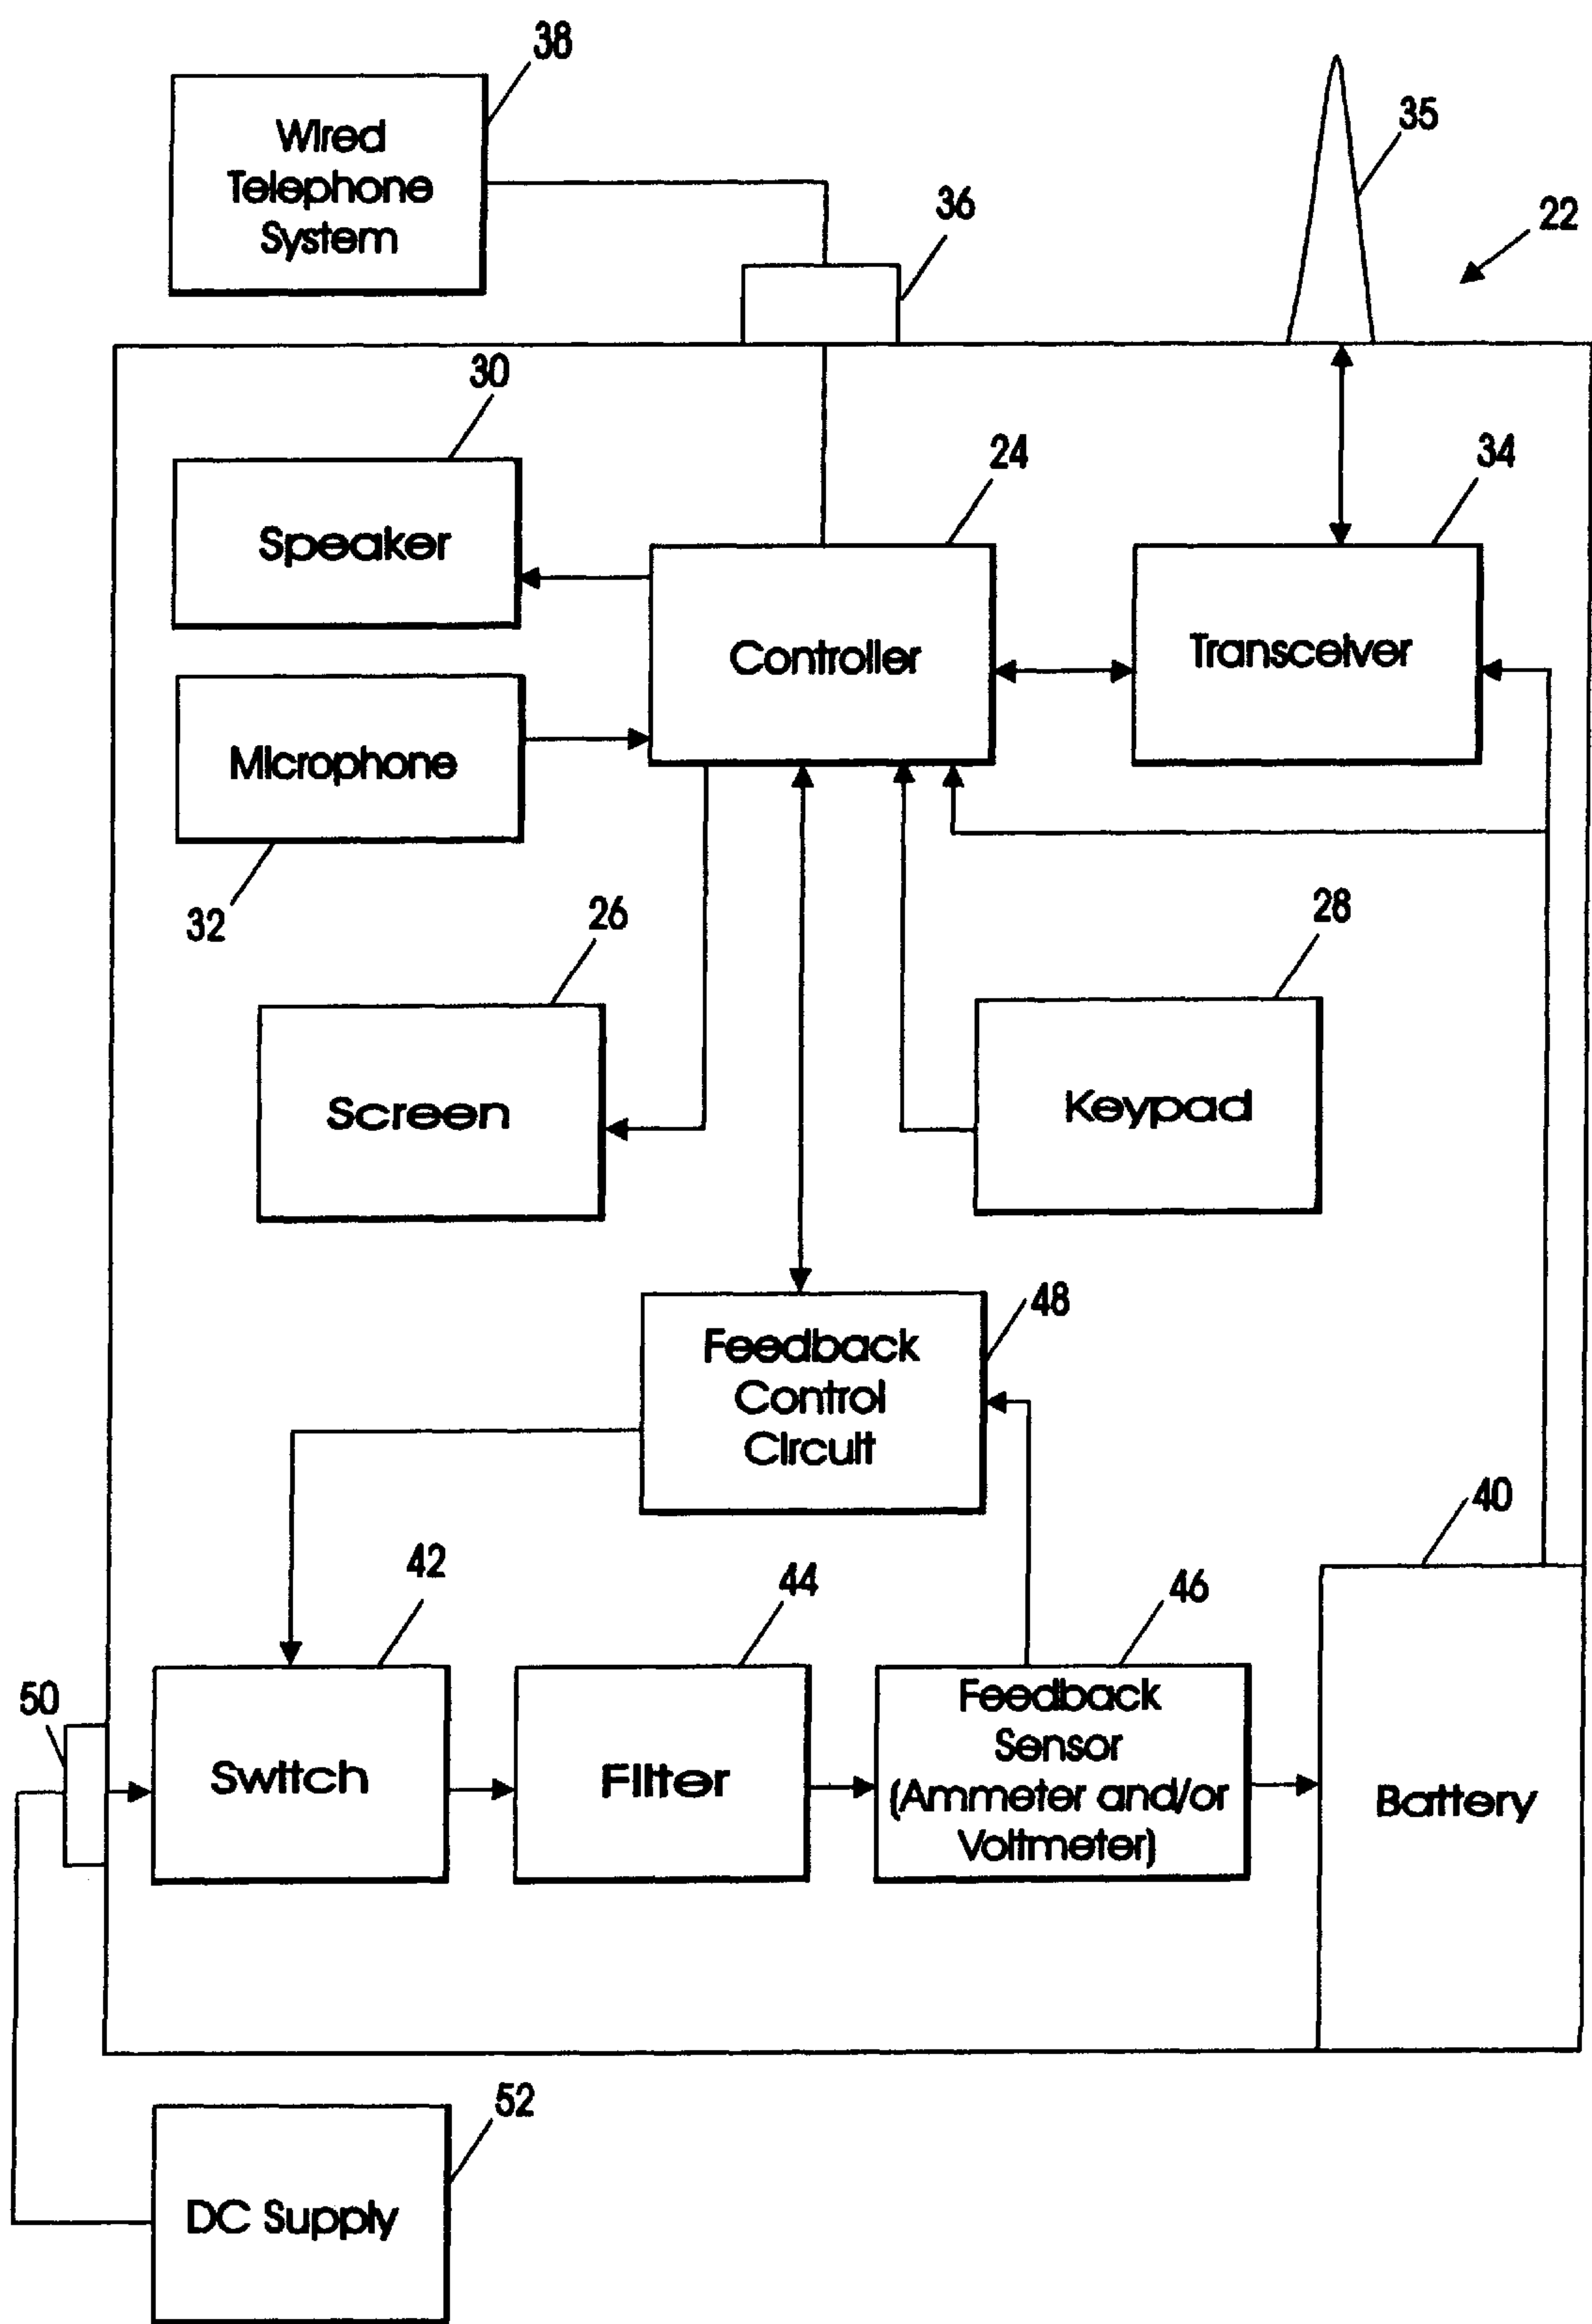 38
Wired
Telephone
System
35
36
22
30
24
34
Speaker
Controller
Transceiver
Microphone
32
26
28
Screen
Keypad
48
Feedback
Control
Circuit
40
42
44
46
50
Switch
Filter
Feedback
Sensor
(Ammeter and/or
Voltmeter)
Battery
52
DC Supply